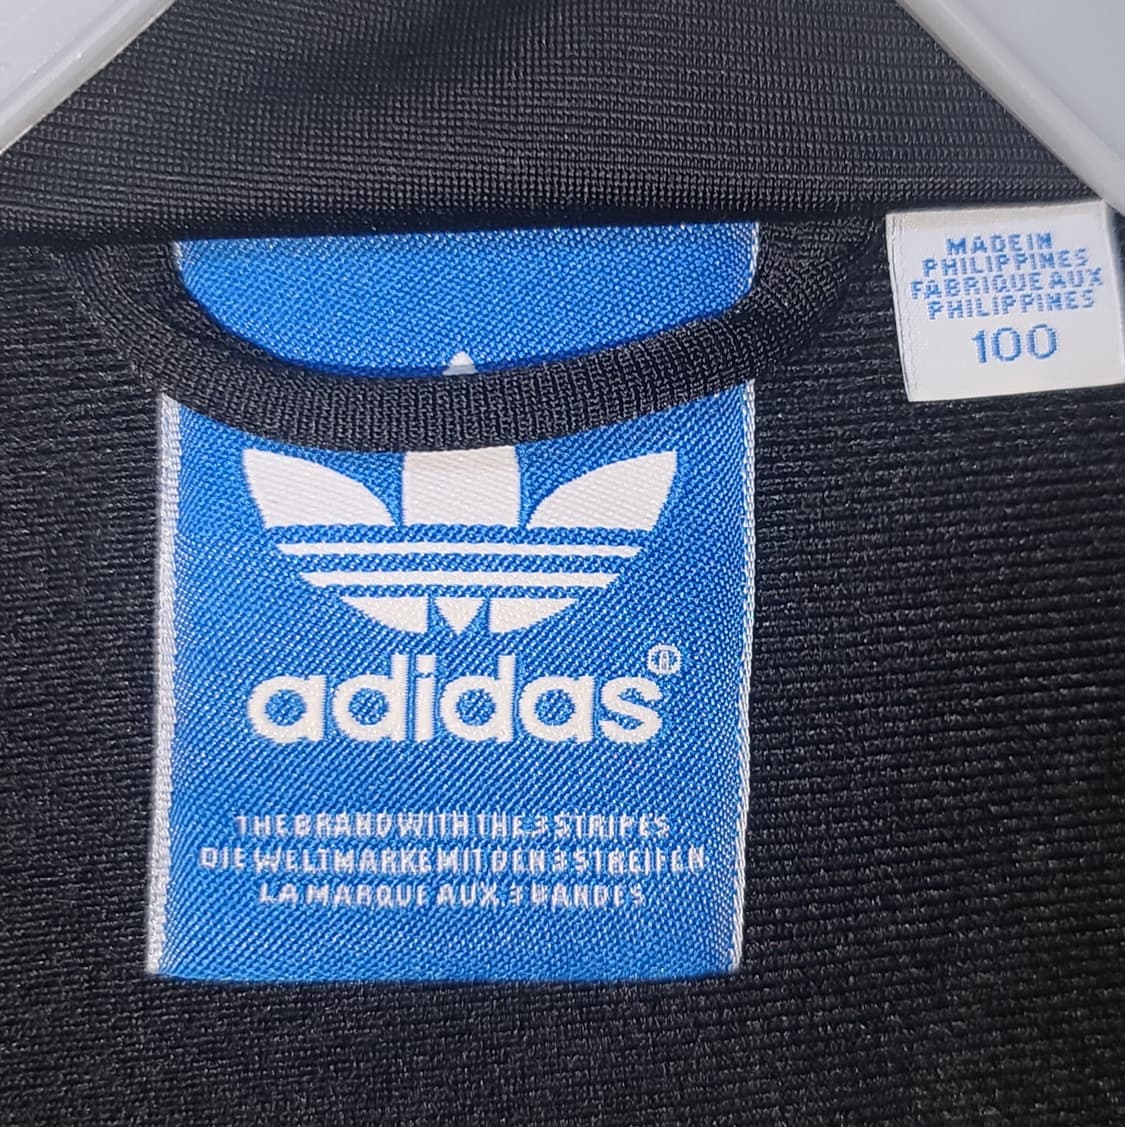 adidas®
THE BRAND WITH THE 3 STRIPES
DIE WELTMARKE MIT DEN 3 STREIFEN
LA MARQUE AUX 3 BANDES
MADE IN
PHILIPPINES
FABRIQUE AUX
PHILIPPINES
100